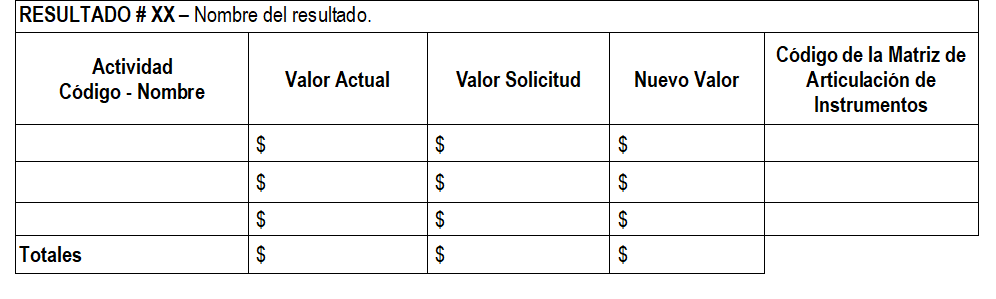 RESULTADO # XX – Nombre del resultado.
Actividad
Código - Nombre
Valor Actual
Valor Solicitud
Nuevo Valor
Código de la Matriz de
Articulación de
Instrumentos
$ $ $
$ $ $
$ $ $
Totales $ $ $